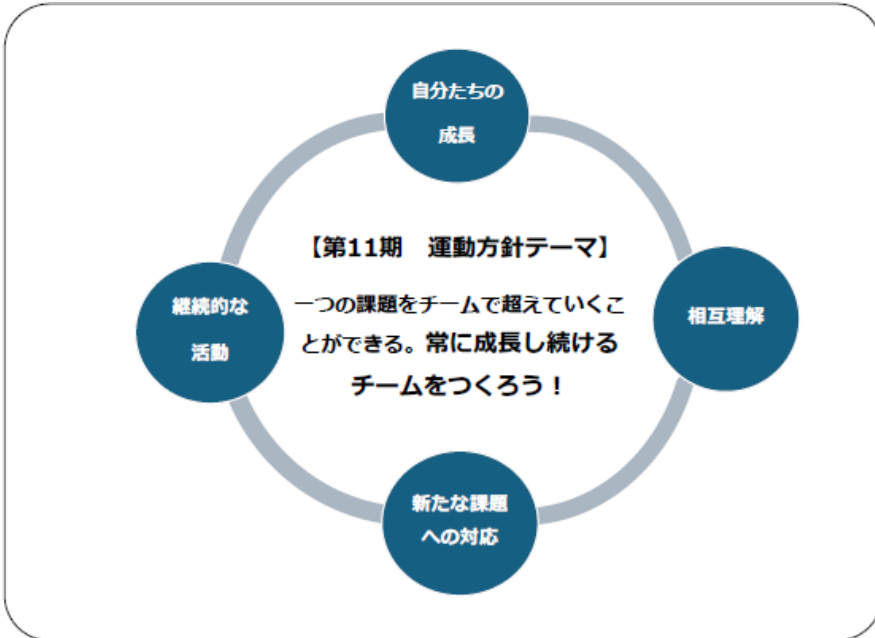 自分たちの
成長
【第11期　運動方針テーマ】
一つの課題をチームで超えていくこ
とができる。常に成長し続ける
チームをつくろう！
継続的な
活動
相互理解
新たな課題
への対応